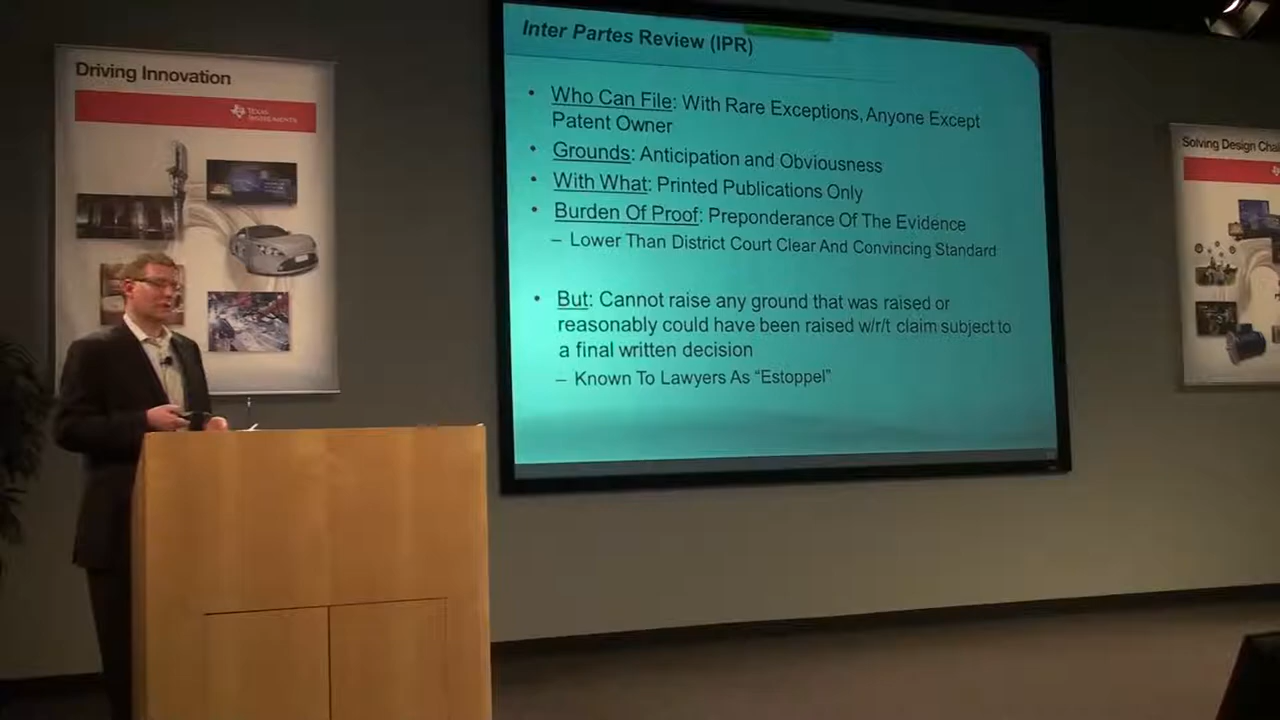 Driving Innovation
TEXAS
INSTRUMENTS
Inter Partes Review (IPR)
• Who Can File: With Rare Exceptions, Anyone Except
Patent Owner
• Grounds: Anticipation and Obviousness
• With What: Printed Publications Only
• Burden Of Proof: Preponderance Of The Evidence
– Lower Than District Court Clear And Convincing Standard
• But: Cannot raise any ground that was raised or
reasonably could have been raised w/r/t claim subject to
a final written decision
– Known To Lawyers As “Estoppel”
Solving Design Chal